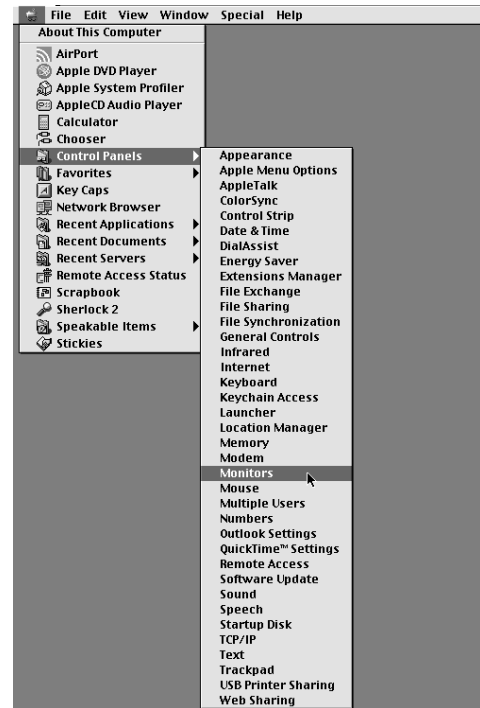 File Edit View Window Special Help
About This Computer
AirPort
Apple DVD Player
Apple System Profiler
AppleCD Audio Player
Calculator
Chooser
Control Panels
Favorites
Key Caps
Network Browser
Recent Applications
Recent Documents
Recent Servers
Remote Access Status
Scrapbook
Sherlock 2
Speakable Items
Stickies
Appearance
Apple Menu Options
AppleTalk
ColorSync
Control Strip
Date & Time
DialAssist
Energy Saver
Extensions Manager
File Exchange
File Sharing
File Synchronization
General Controls
Infrared
Internet
Keyboard
Keychain Access
Launcher
Location Manager
Memory
Modem
Monitors
Mouse
Multiple Users
Numbers
Outlook Settings
QuickTime™ Settings
Remote Access
Software Update
Sound
Speech
Startup Disk
TCP/IP
Text
Trackpad
USB Printer Sharing
Web Sharing